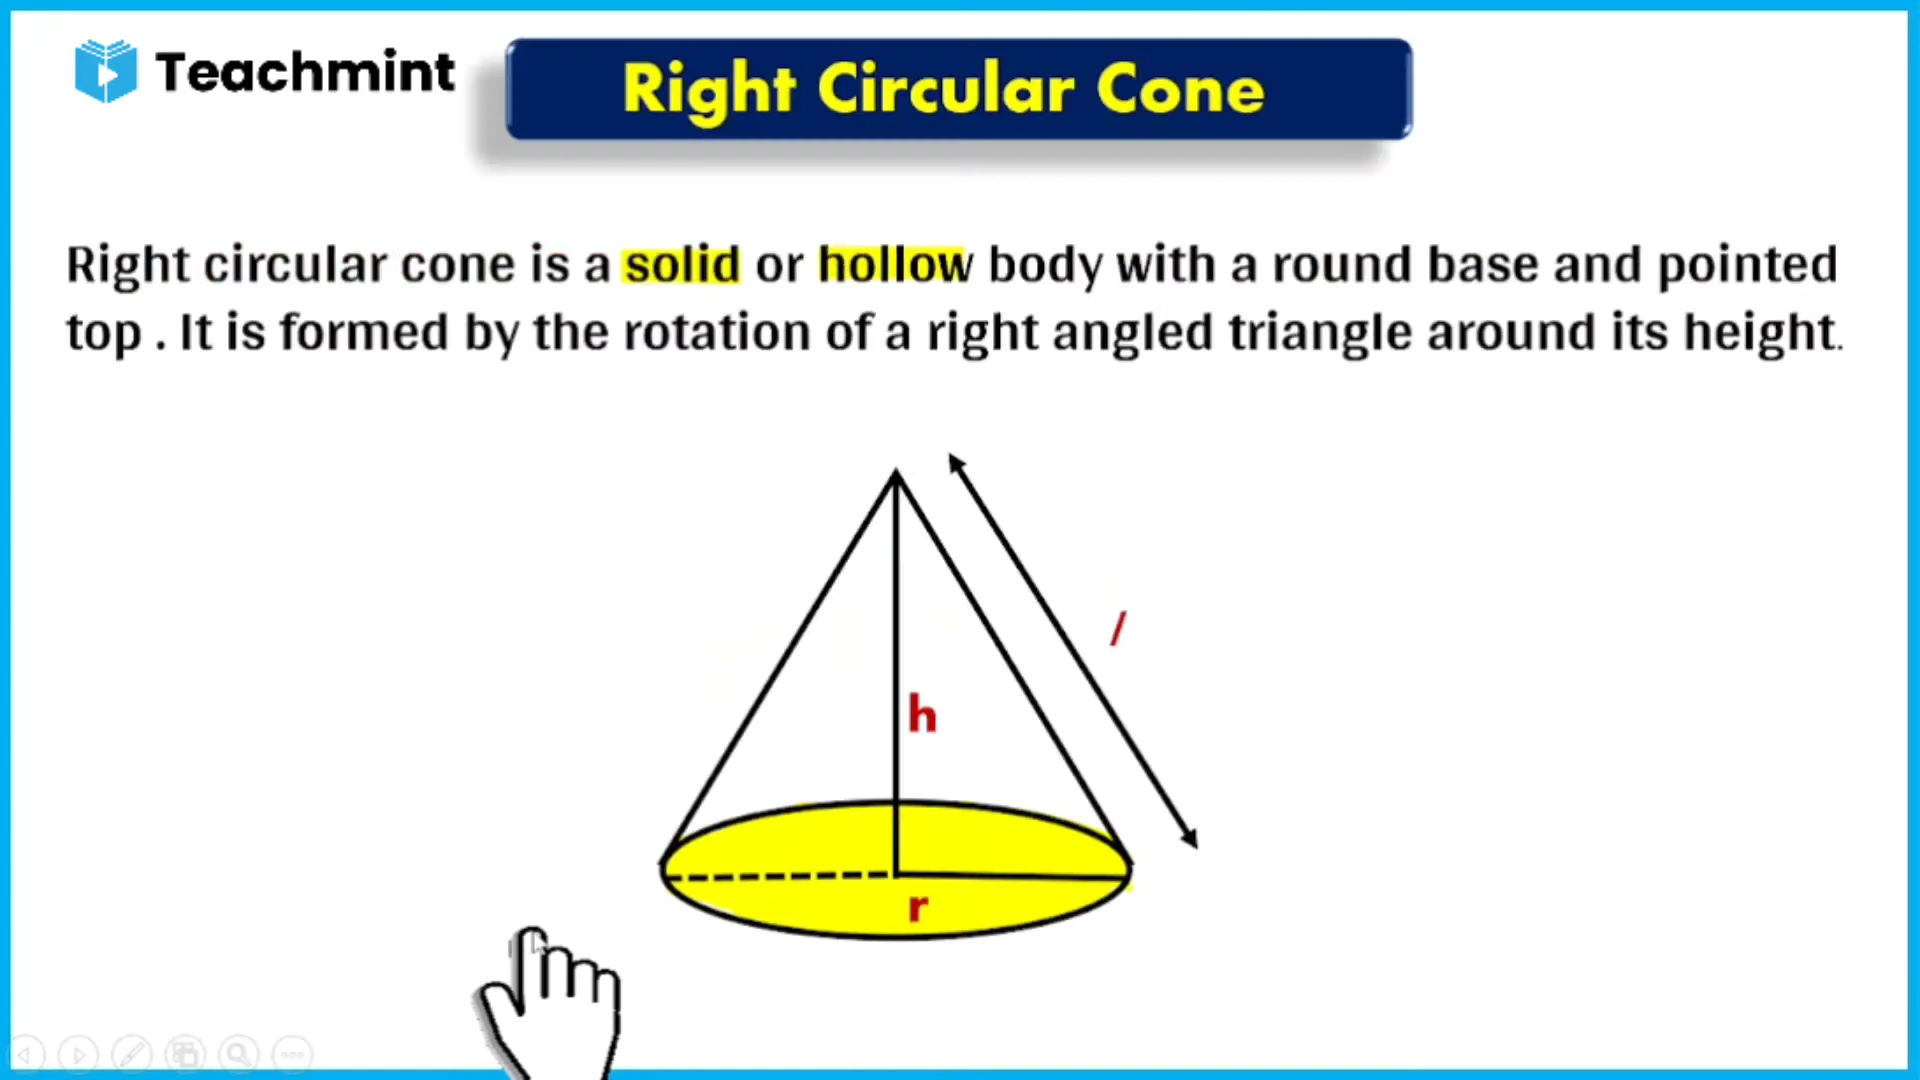 Teachmint
Right Circular Cone
Right circular cone is a solid or hollow body with a round base and pointed
top . It is formed by the rotation of a right angled triangle around its height.
l
h
r